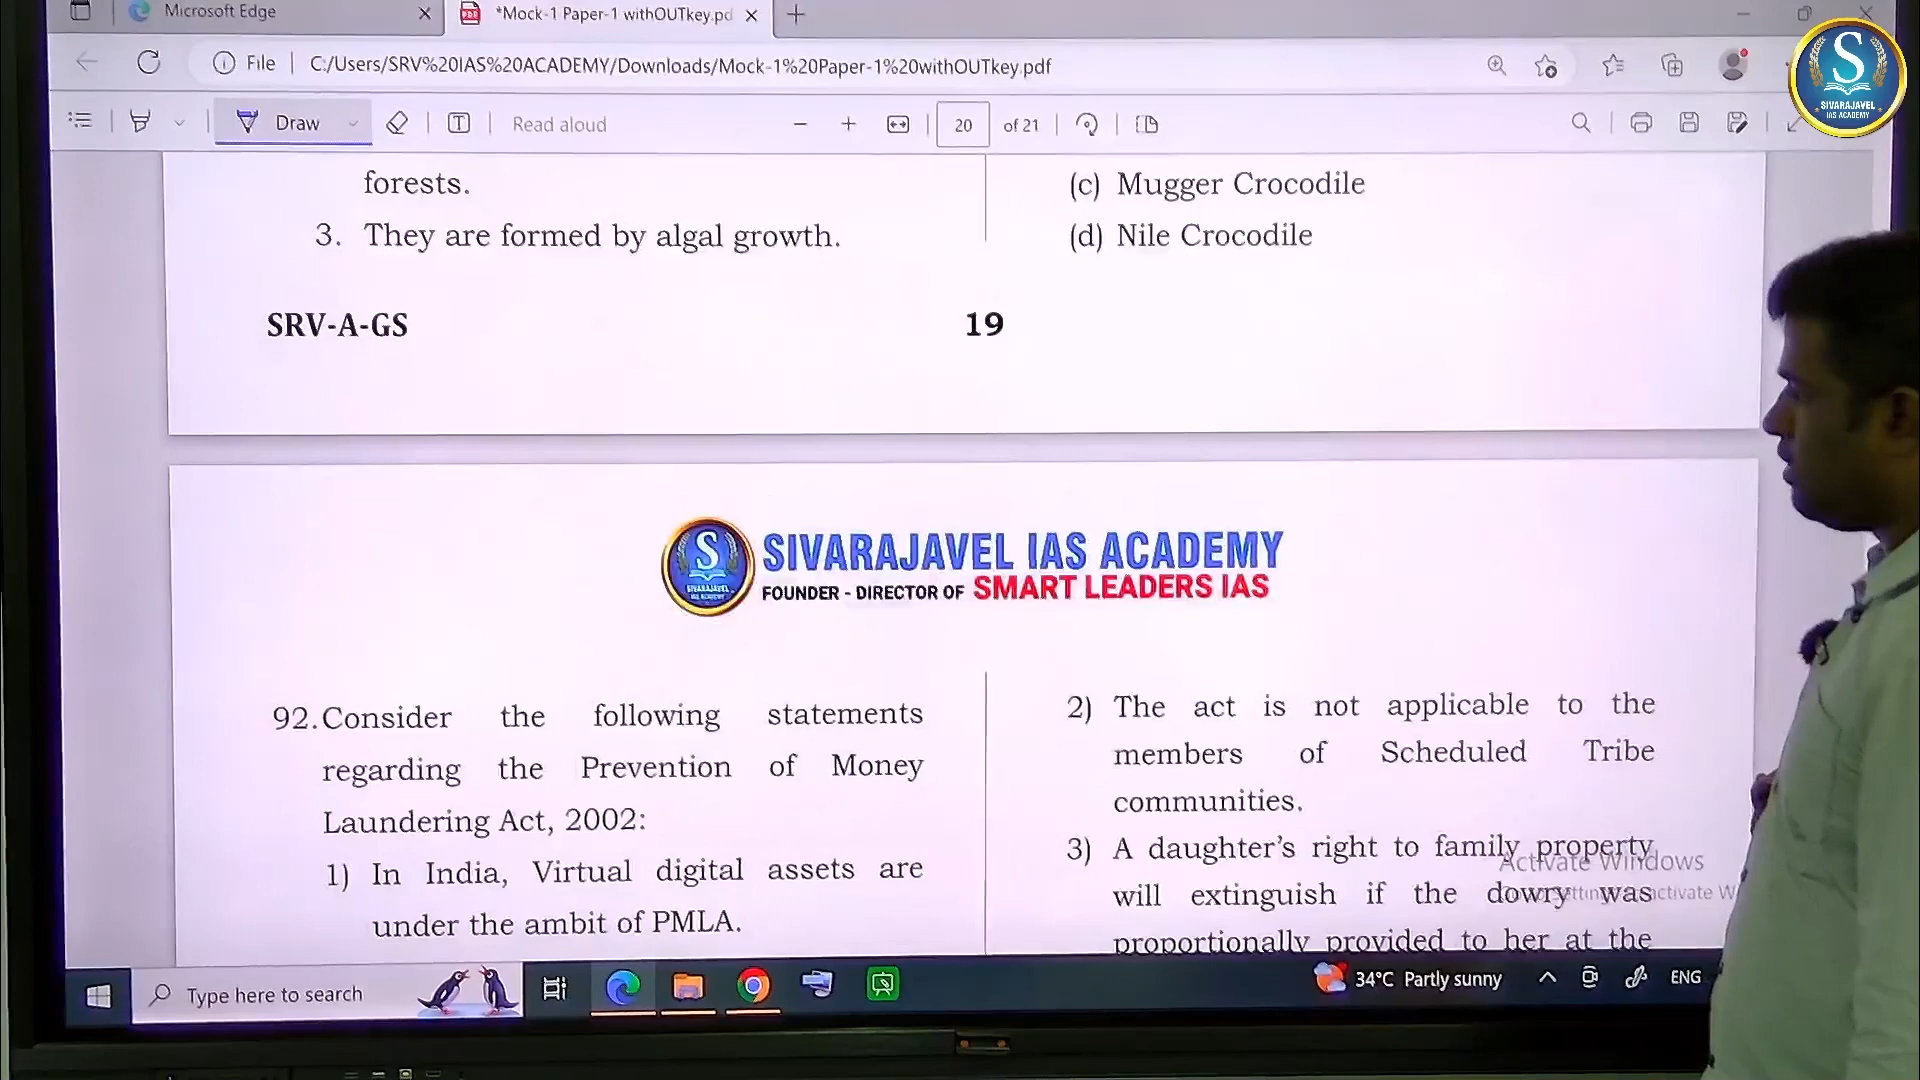 Microsoft Edge
*Mock-1 Paper-1 withOUTkey.pd
File
C:/Users/SRV%20IAS%20ACADEMY/Downloads/Mock-1%20Paper-1%20withOUTkey.pdf
Draw
Read aloud
20
of 21
S
SIVARAJAVEL
IAS ACADEMY
forests.
3. They are formed by algal growth.
(c) Mugger Crocodile
(d) Nile Crocodile
SRV-A-GS
19
S
SIVARAJAVEL IAS ACADEMY
FOUNDER - DIRECTOR OF SMART LEADERS IAS
92. Consider the following statements
regarding the Prevention of Money
Laundering Act, 2002:
1) In India, Virtual digital assets are
under the ambit of PMLA.
2) The act is not applicable to the
members of Scheduled Tribe
communities.
3) A daughter's right to family property
will extinguish if the dowry was
proportionally provided to her at the
Activate Windows
Type here to search
34°C Partly sunny
ENG